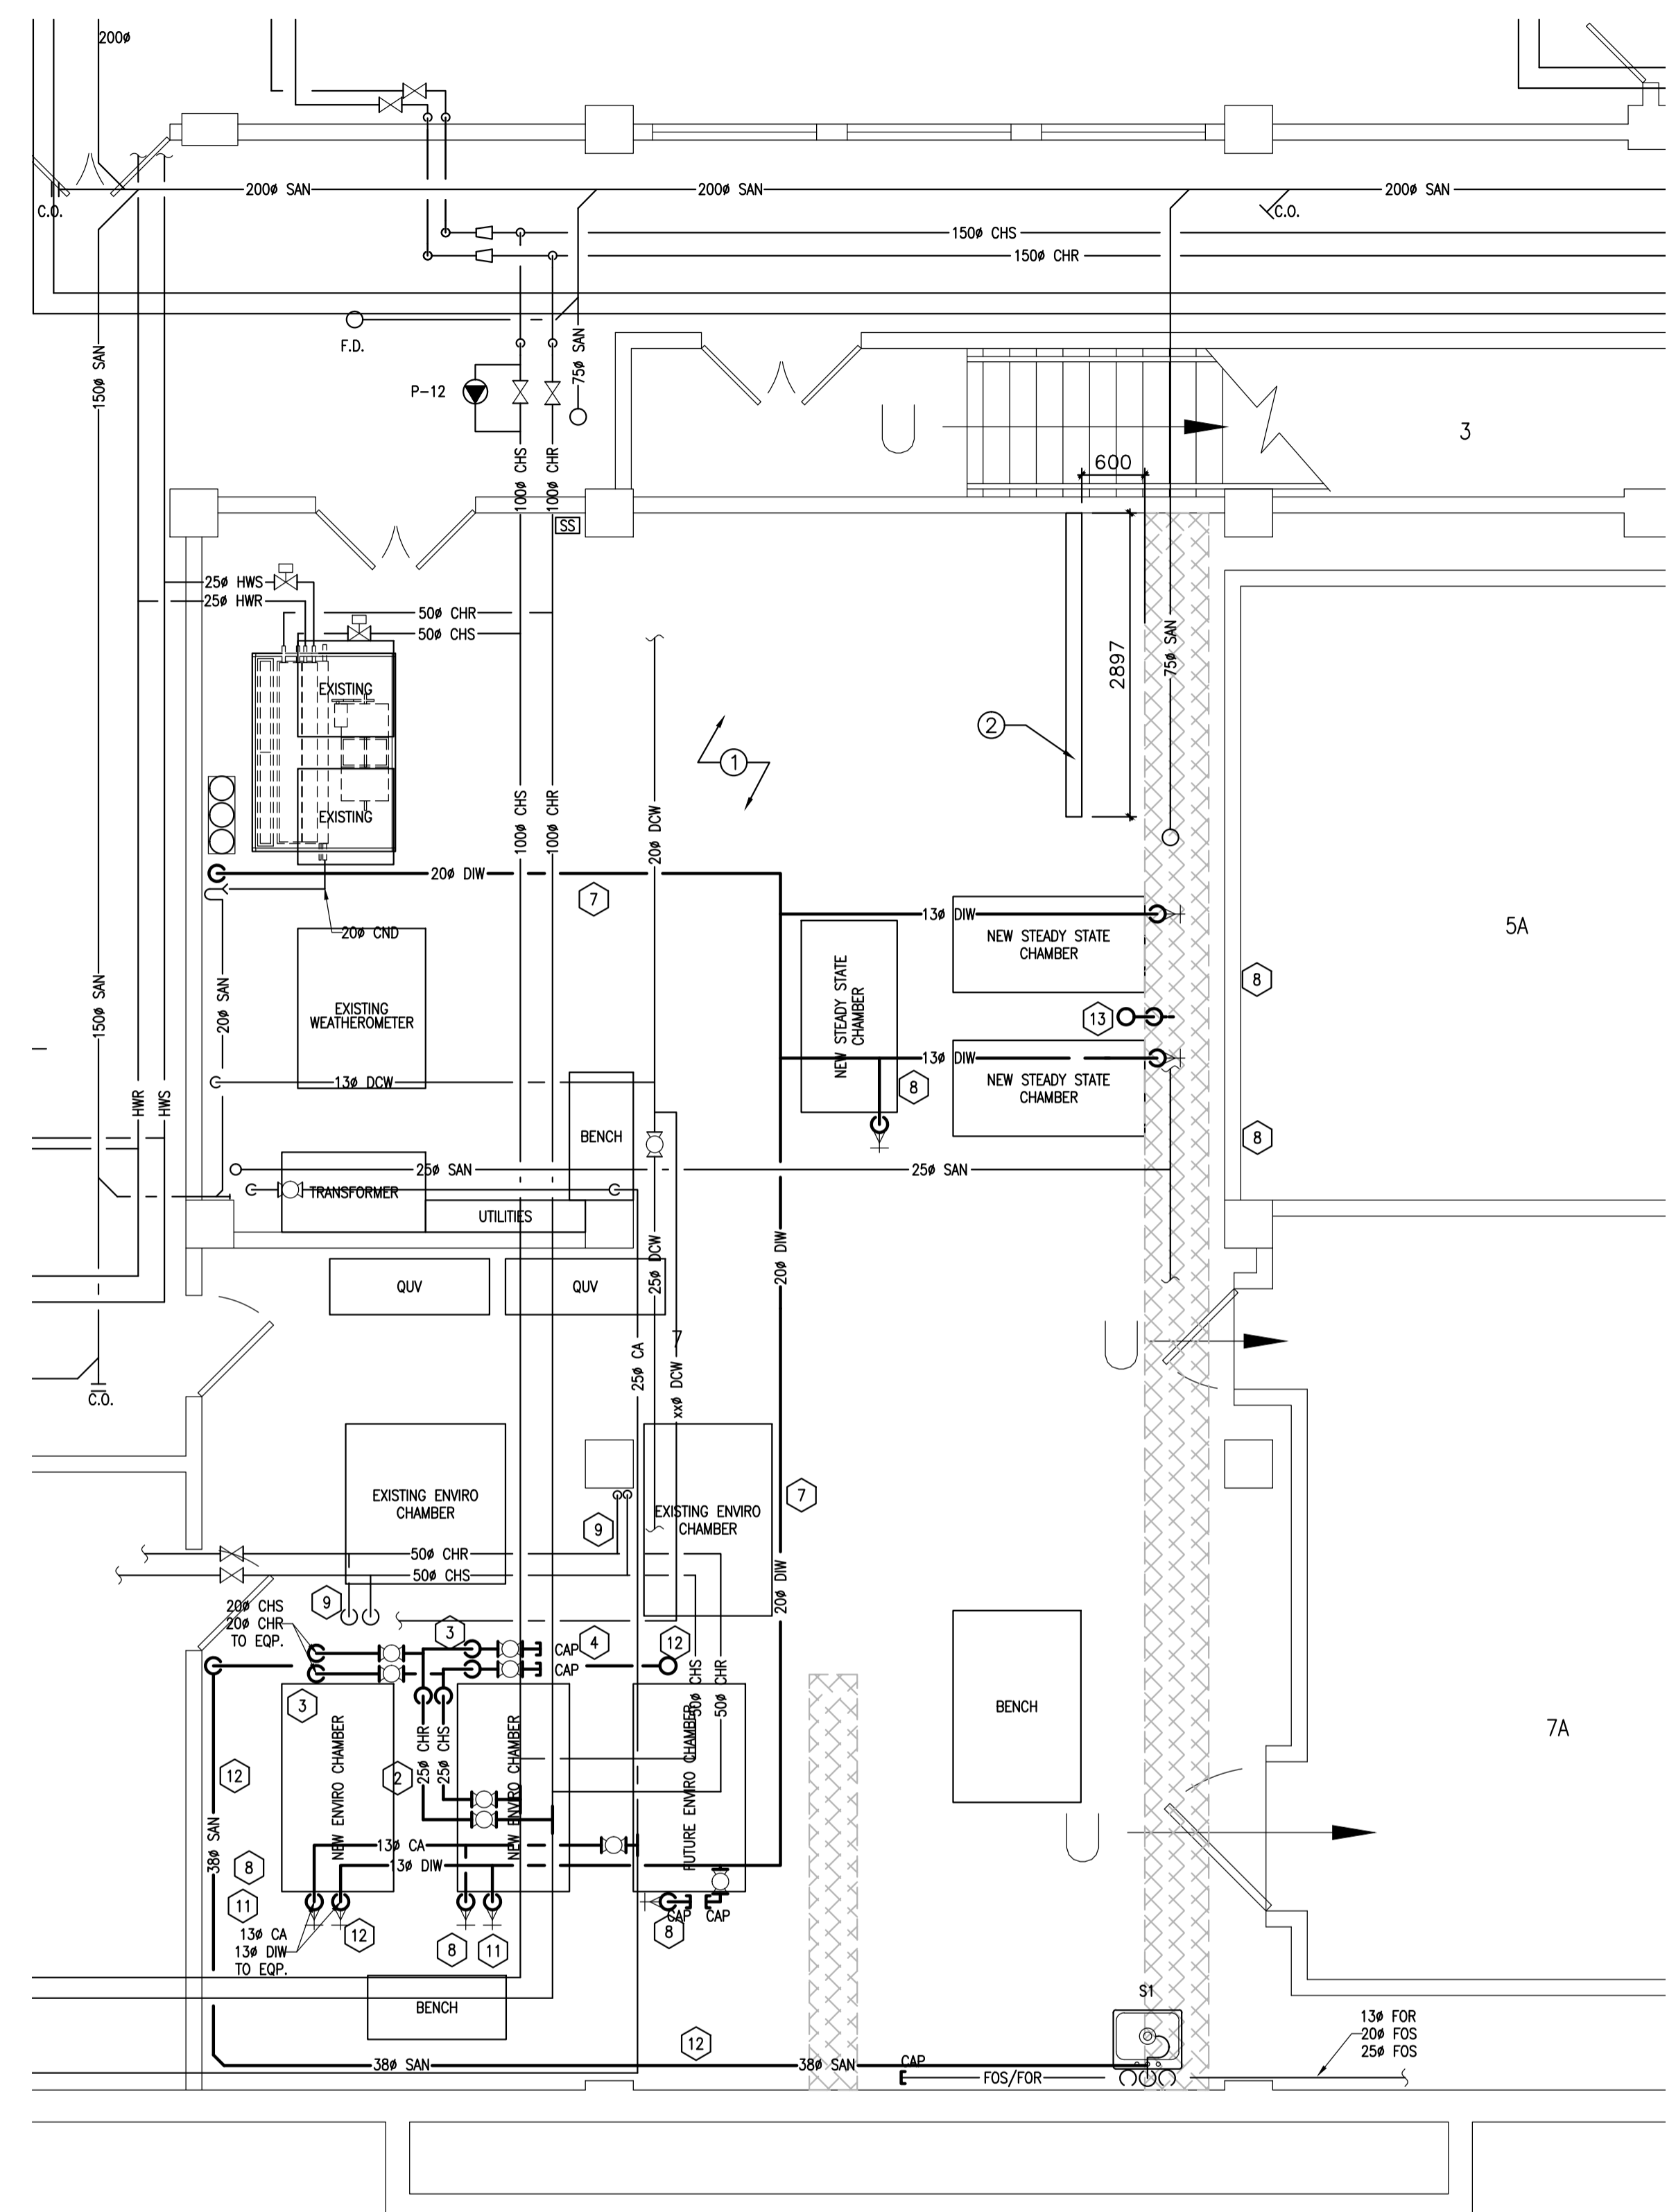 200ø
200ø SAN
200ø SAN
200ø SAN
C.O.
C.O.
150ø CHS
150ø CHR
F.D.
150ø SAN
75ø SAN
P-12
3
600
100ø CHS
100ø CHR
SS
25ø HWS
25ø HWR
50ø CHR
50ø CHS
2897
75ø SAN
EXISTING
2
1
EXISTING
100ø CHS
100ø CHR
20ø DCW
20ø DIW
7
20ø CND
13ø DIW
NEW STEADY STATE
CHAMBER
5A
NEW STEADY STATE
CHAMBER
8
150ø SAN
20ø SAN
EXISTING
WEATHEROMETER
13
13ø DIW
NEW STEADY STATE
CHAMBER
8
13ø DCW
HWR
HWS
BENCH
8
25ø SAN
25ø SAN
TRANSFORMER
UTILITIES
25ø DCW
20ø DIW
QUV
QUV
25ø CA
7
xxø DCW
C.O.
EXISTING ENVIRO
CHAMBER
EXISTING ENVIRO
CHAMBER
7
9
50ø CHR
50ø CHS
20ø DIW
9
20ø CHS
20ø CHR
TO EQP.
3
4
12
CAP
CAP
3
50ø CHS
50ø CHR
BENCH
7A
NEW ENVIRO CHAMBER
2
25ø CHR
25ø CHS
NEW ENVIRO CHAMBER
FUTURE ENVIRO CHAMBER
12
38ø SAN
13ø CA
13ø DIW
8
11
CAP
CAP
8
13ø CA
13ø DIW
TO EQP.
12
8
11
BENCH
S1
12
13ø FOR
20ø FOS
25ø FOS
38ø SAN
38ø SAN
CAP
FOS/FOR